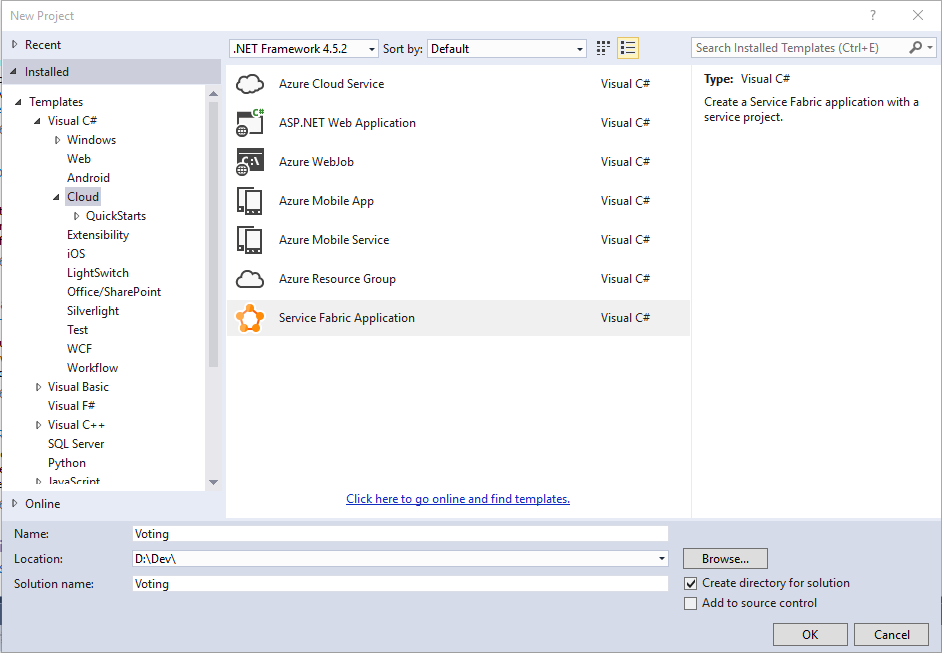 New Project
?
Recent
.NET Framework 4.5.2
Sort by:
Default
Search Installed Templates (Ctrl+E)
Installed
Templates
Visual C#
Windows
Web
Android
Cloud
QuickStarts
Extensibility
iOS
LightSwitch
Office/SharePoint
Silverlight
Test
WCF
Workflow
Visual Basic
Visual F#
Visual C++
SQL Server
Python
JavaScript
Online
Azure Cloud Service Visual C#
C#
ASP.NET Web Application Visual C#
C:\
Azure WebJob Visual C#
Azure Mobile App Visual C#
Azure Mobile Service Visual C#
Azure Resource Group Visual C#
Service Fabric Application Visual C#
Click here to go online and find templates.
Type: Visual C#
Create a Service Fabric application with a
service project.
Name: Voting
Location: D:\Dev\
Browse...
Solution name: Voting
Create directory for solution
Add to source control
OK
Cancel